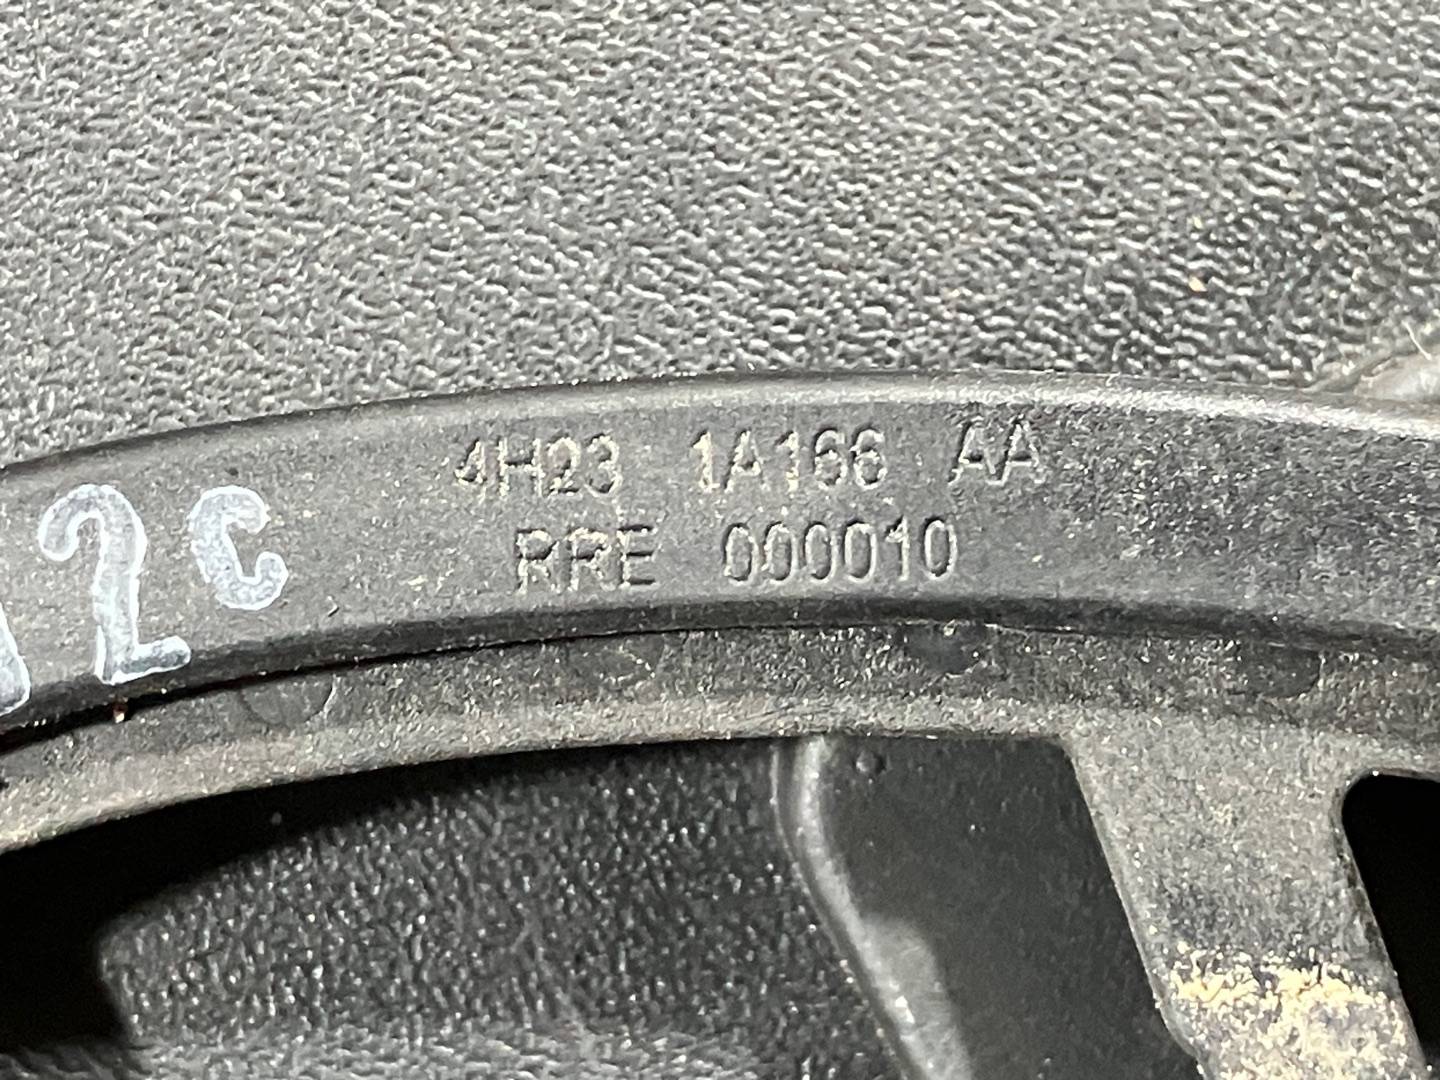 4H23 1A166 AA
RRE 000010
2c